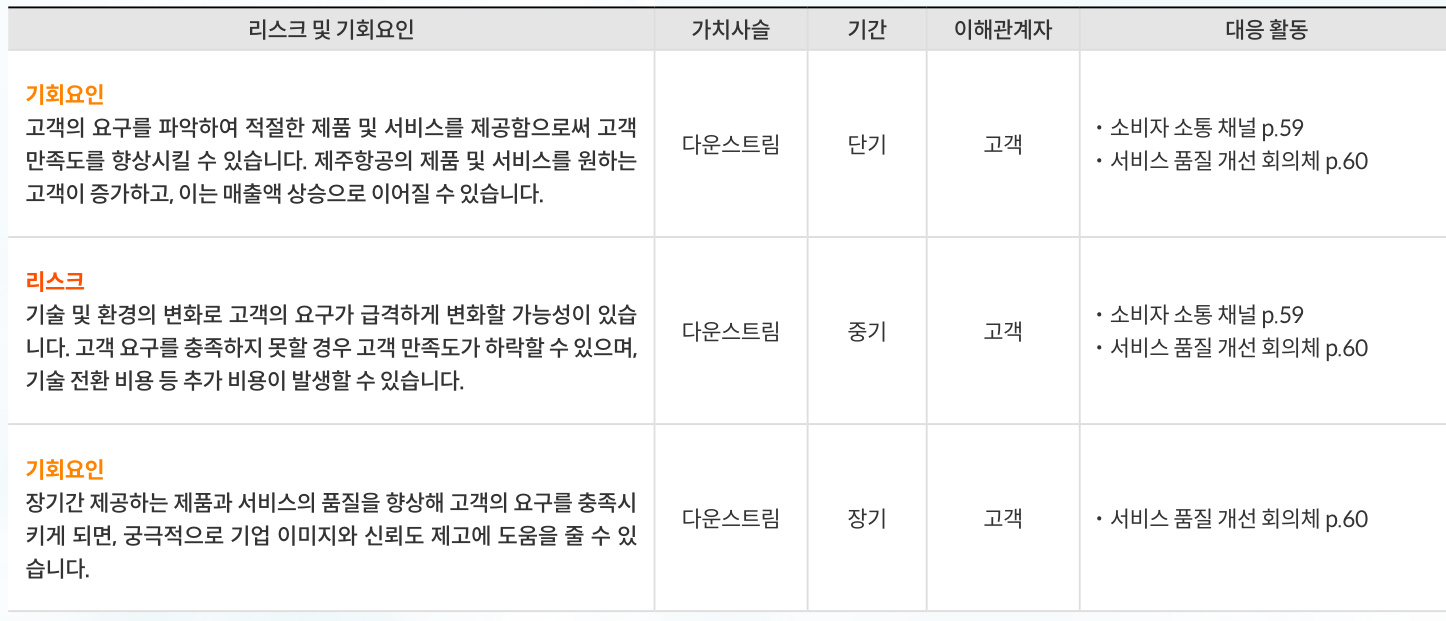 리스크 및 기회요인 가치사슬 기간 이해관계자 대응 활동
기회요인
고객의 요구를 파악하여 적절한 제품 및 서비스를 제공함으로써 고객
만족도를 향상시킬 수 있습니다. 제주항공의 제품 및 서비스를 원하는
고객이 증가하고, 이는 매출액 상승으로 이어질 수 있습니다.
다운스트림
단기
고객
• 소비자 소통 채널 p.59
• 서비스 품질 개선 회의체 p.60
리스크
기술 및 환경의 변화로 고객의 요구가 급격하게 변화할 가능성이 있습
니다. 고객 요구를 충족하지 못할 경우 고객 만족도가 하락할 수 있으며,
기술 전환 비용 등 추가 비용이 발생할 수 있습니다.
다운스트림
중기
고객
• 소비자 소통 채널 p.59
• 서비스 품질 개선 회의체 p.60
기회요인
장기간 제공하는 제품과 서비스의 품질을 향상해 고객의 요구를 충족시
키게 되면, 궁극적으로 기업 이미지와 신뢰도 제고에 도움을 줄 수 있
습니다.
다운스트림
장기
고객
• 서비스 품질 개선 회의체 p.60